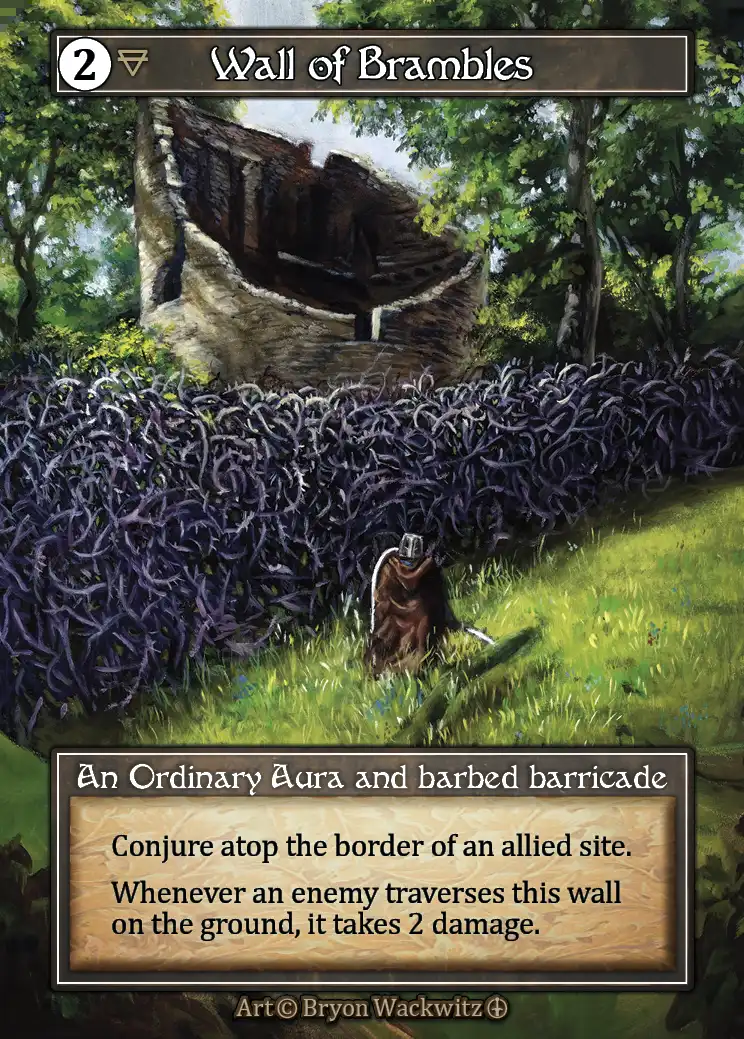 2 Wall of Brambles
An Ordinary Aura and barbed barricade
Conjure atop the border of an allied site.
Whenever an enemy traverses this wall
on the ground, it takes 2 damage.
Art © Bryon Wackwitz